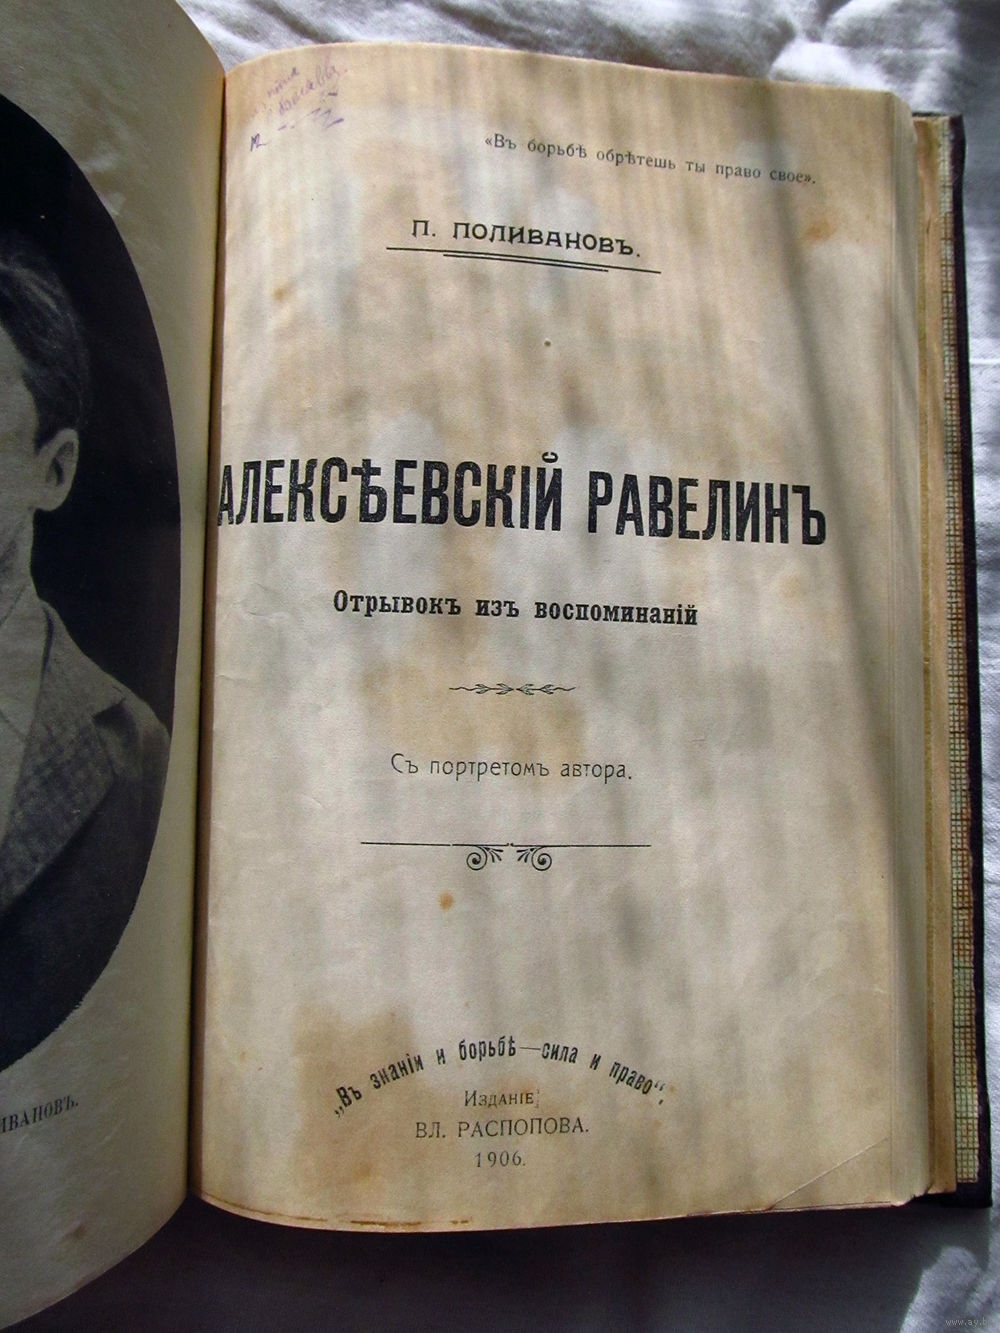 «Въ борьбѣ обрѣтешь ты право свое».
П. ПОЛИВАНОВЪ.
АЛЕКСѢЕВСКІЙ РАВЕЛИНЪ
Отрывокъ изъ воспоминаній
Съ портретомъ автора.
„Въ знаніи и борьбѣ—сила и право“.
Изданіе
ВЛ. РАСПОПОВА.
1906.
ИВАНОВЪ.